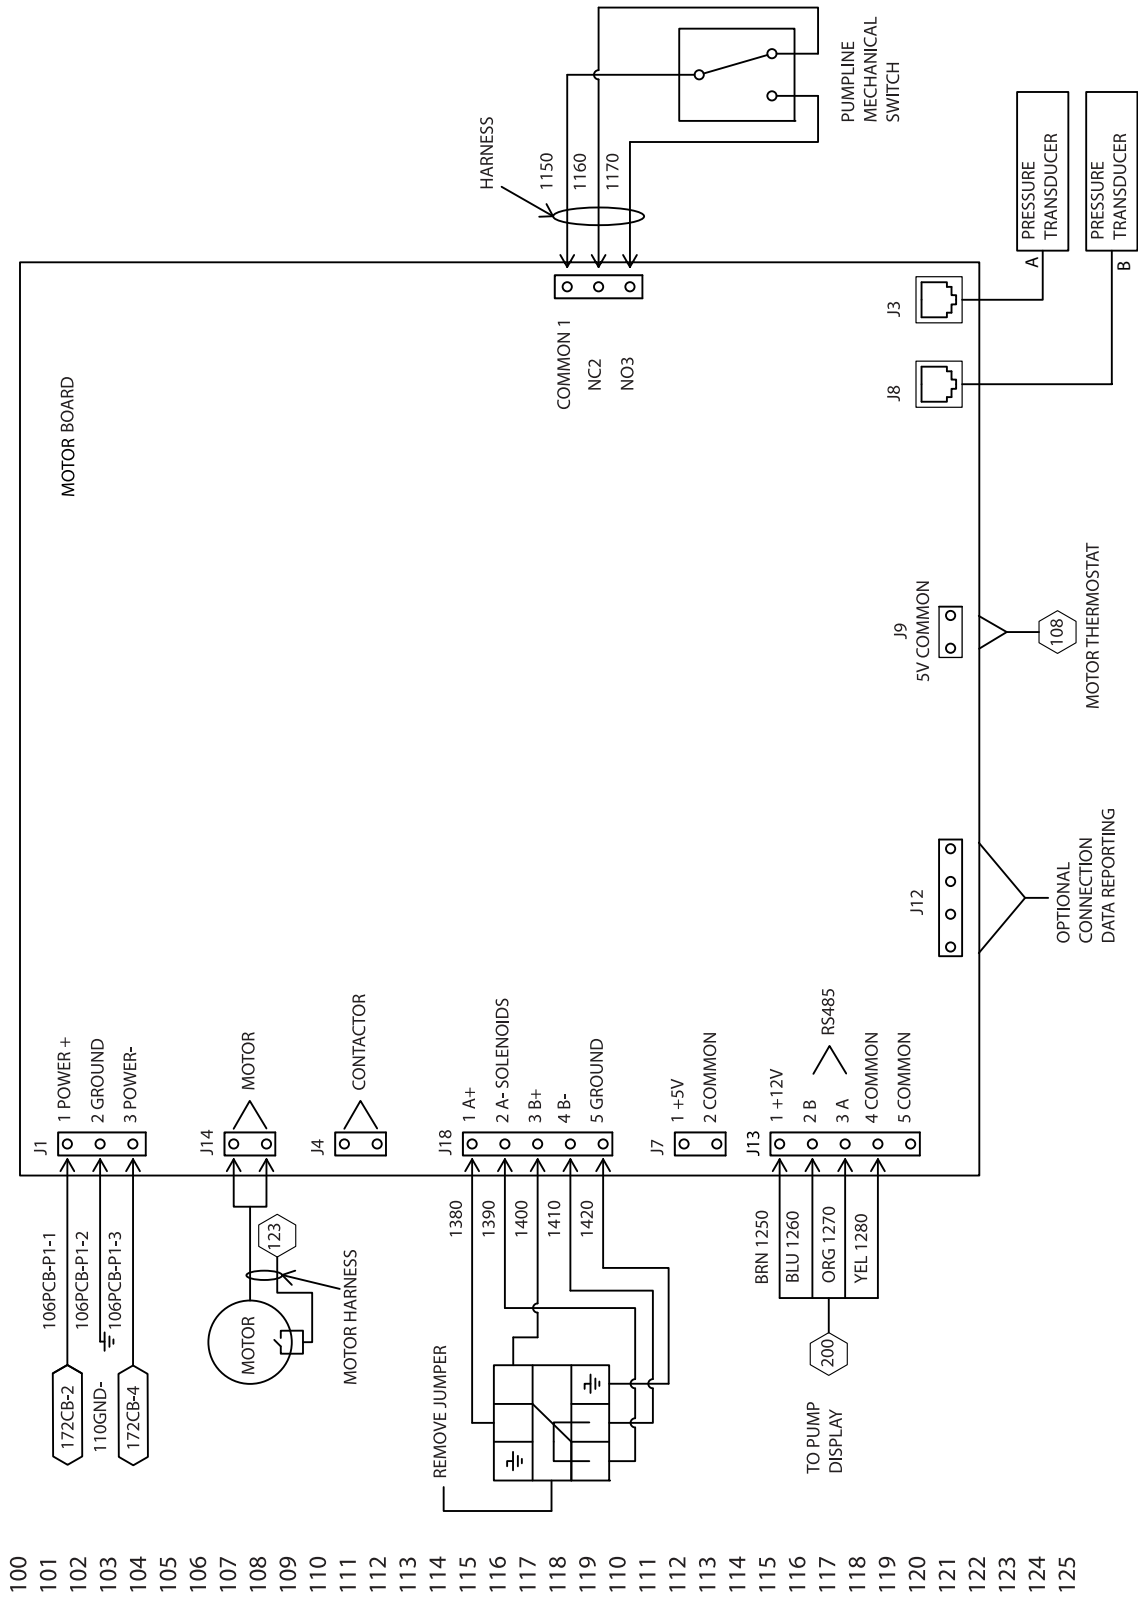 100
101
102
103
104
105
106
107
108
109
110
111
112
113
114
115
116
117
118
119
110
111
112
113
114
115
116
117
118
119
120
121
122
123
124
125
MOTOR BOARD
172CB-2
110GND-
172CB-4
106PCB-P1-1
106PCB-P1-2
106PCB-P1-3
J1
1 POWER +
2 GROUND
3 POWER-
MOTOR
123
MOTOR HARNESS
J14
MOTOR
J4
CONTACTOR
REMOVE JUMPER
1380
1390
1400
1410
1420
J18
1 A+
2 A- SOLENOIDS
3 B+
4 B-
5 GROUND
J7
1 +5V
2 COMMON
TO PUMP
DISPLAY
200
BRN 1250
BLU 1260
ORG 1270
YEL 1280
J13
1 +12V
2 B
3 A
RS485
4 COMMON
5 COMMON
J12
OPTIONAL
CONNECTION
DATA REPORTING
J9
5V COMMON
108
MOTOR THERMOSTAT
COMMON 1
NC2
NO3
HARNESS
1150
1160
1170
PUMPLINE
MECHANICAL
SWITCH
J8
J3
A
PRESSURE
TRANSDUCER
B
PRESSURE
TRANSDUCER